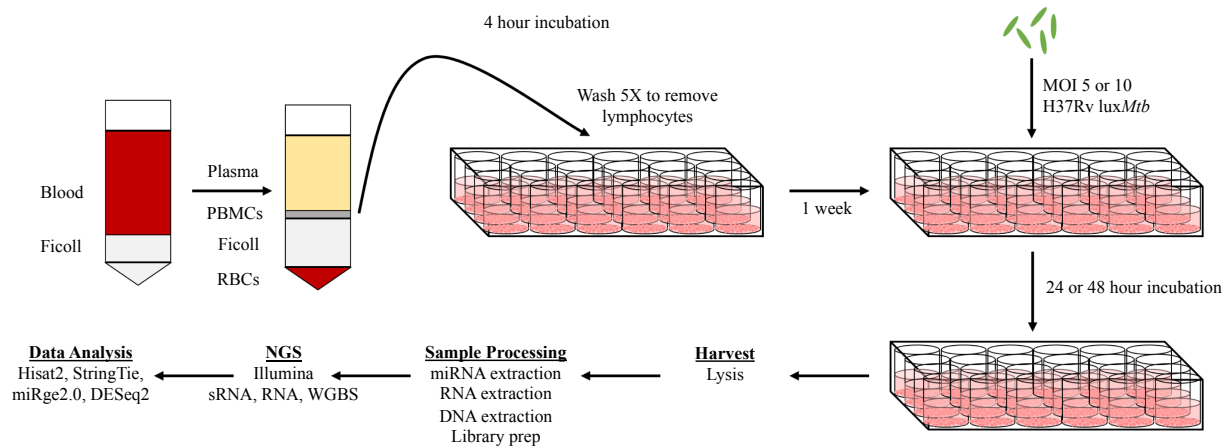 4 hour incubation
Wash 5X to remove
lymphocytes
MOI 5 or 10
H37Rv luxMtb
Blood
Ficoll
Plasma
PBMCs
Ficoll
RBCs
1 week
24 or 48 hour incubation
Harvest
Lysis
Sample Processing
miRNA extraction
RNA extraction
DNA extraction
Library prep
NGS
Illumina
sRNA, RNA, WGBS
Data Analysis
Hisat2, StringTie,
miRge2.0, DESeq2